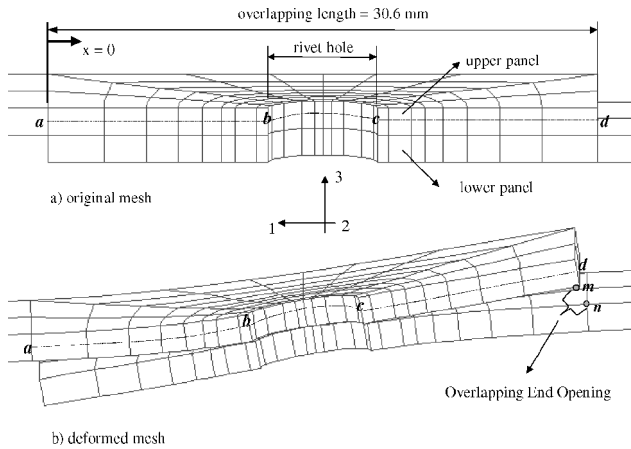 overlapping length = 30.6 mm
x = 0
rivet hole
upper panel
a
b
c
d
lower panel
a) original mesh
3
1
2
d
m
n
b
c
a
Overlapping End Opening
b) deformed mesh